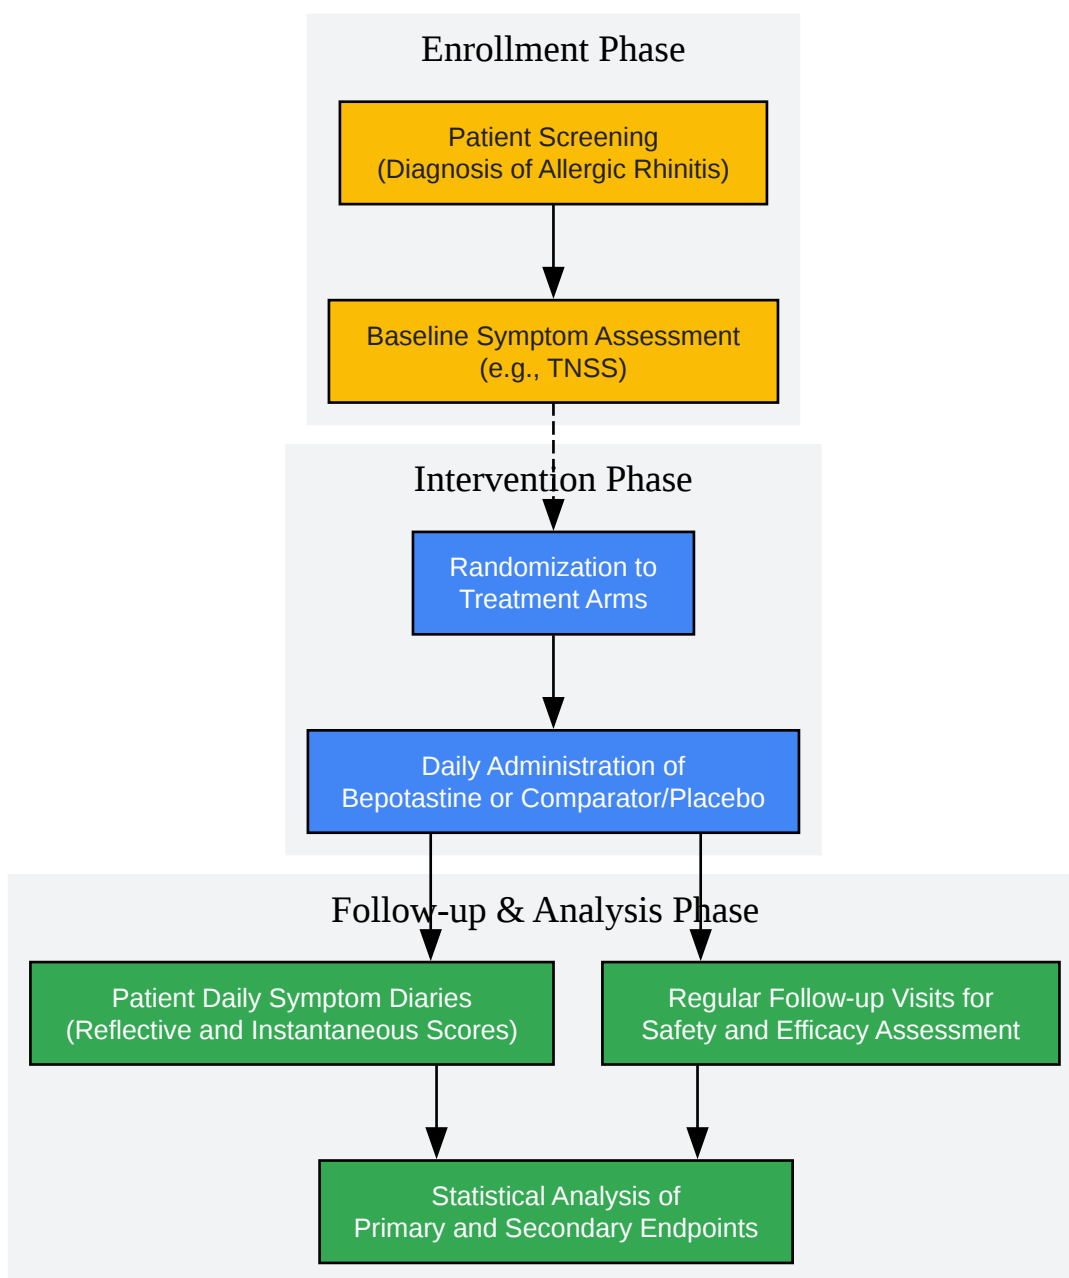 Enrollment Phase
Patient Screening
(Diagnosis of Allergic Rhinitis)
Baseline Symptom Assessment
(e.g., TNSS)
Intervention Phase
Randomization to
Treatment Arms
Daily Administration of
Bepotastine or Comparator/Placebo
Follow-up & Analysis Phase
Patient Daily Symptom Diaries
(Reflective and Instantaneous Scores)
Regular Follow-up Visits for
Safety and Efficacy Assessment
Statistical Analysis of
Primary and Secondary Endpoints